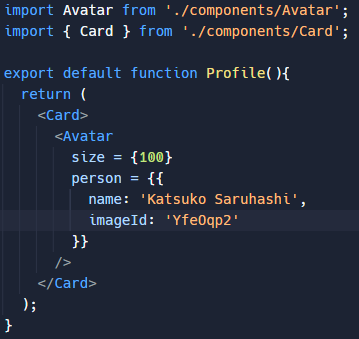 import Avatar from './components/Avatar';
import { Card } from './components/Card';
export default function Profile(){
return (
<Card>
<Avatar
size = {100}
person = {{
name: 'Katsuko Saruhashi',
imageId: 'YfeOqp2'
}}
/>
</Card>
);
}